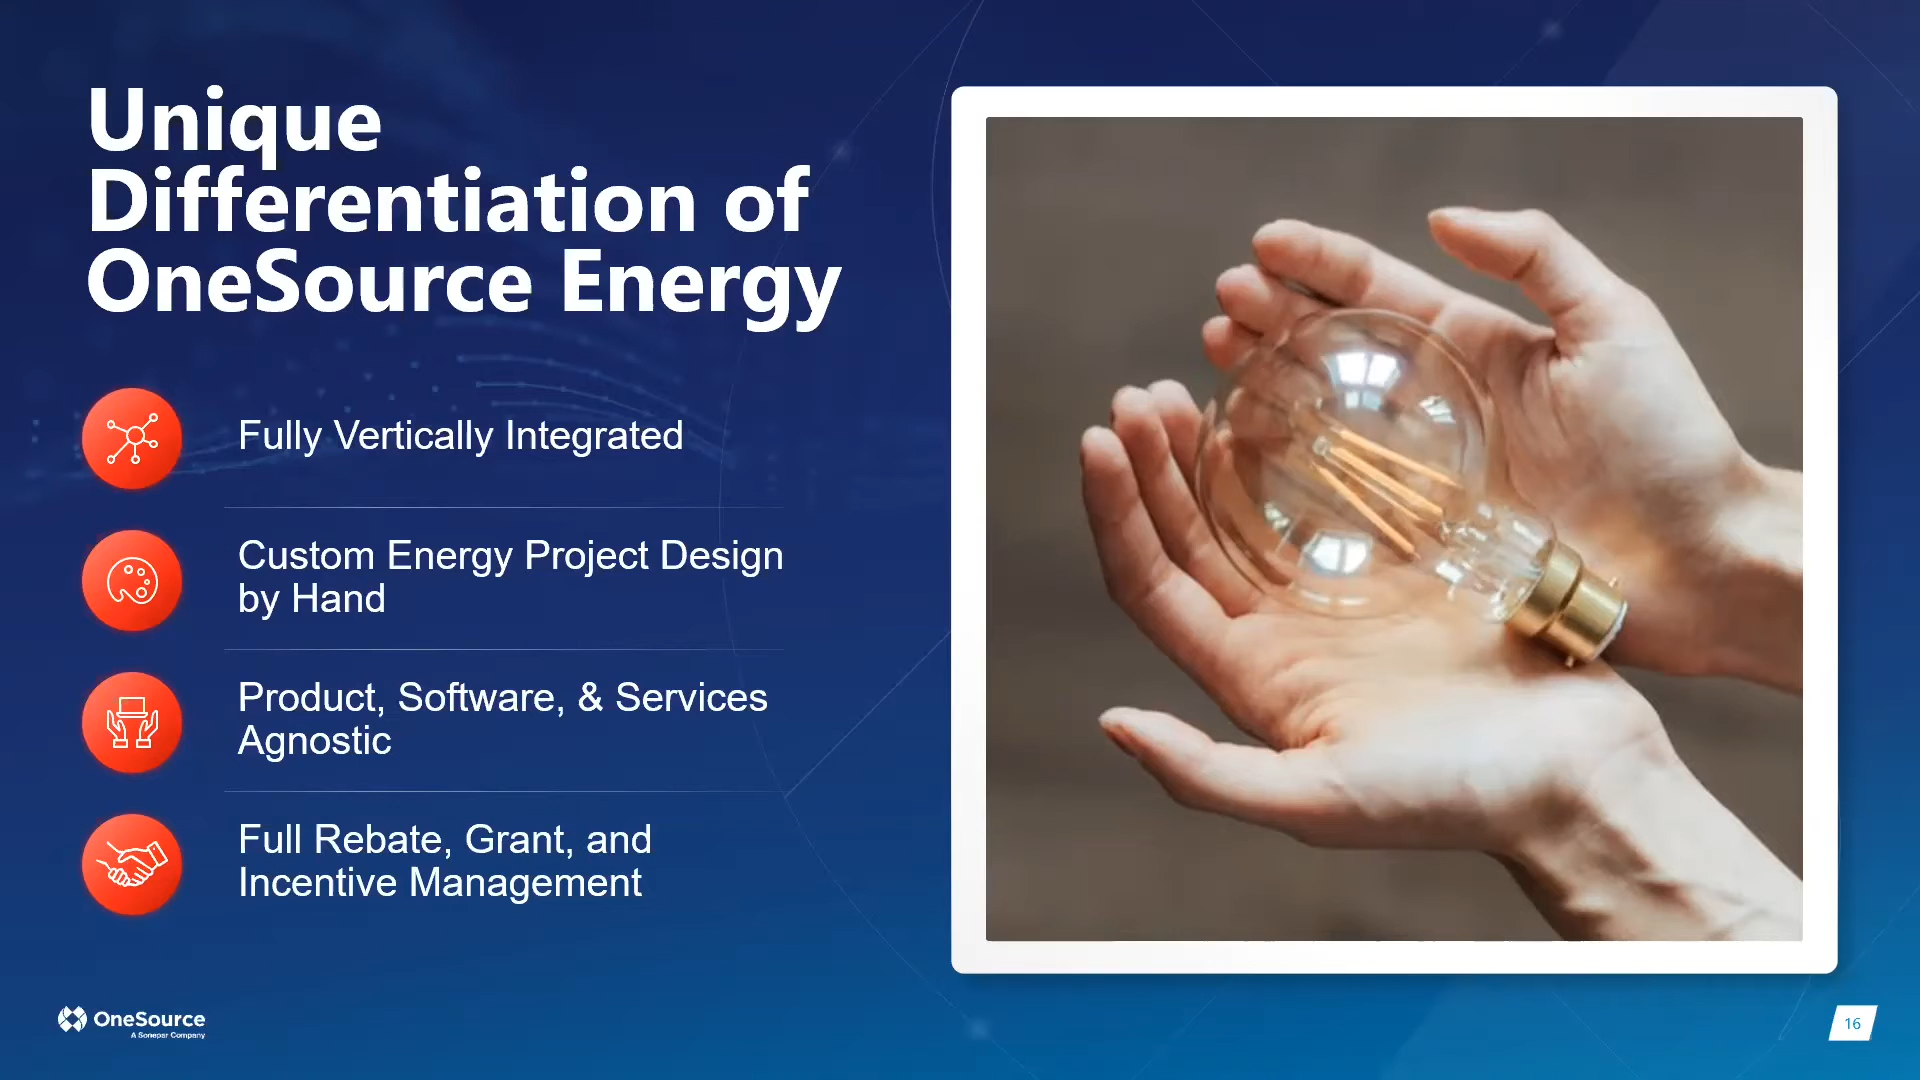 Unique
Differentiation of
OneSource Energy
Fully Vertically Integrated
Custom Energy Project Design
by Hand
Product, Software, & Services
Agnostic
Full Rebate, Grant, and
Incentive Management
OneSource
A Sonepar Company
16